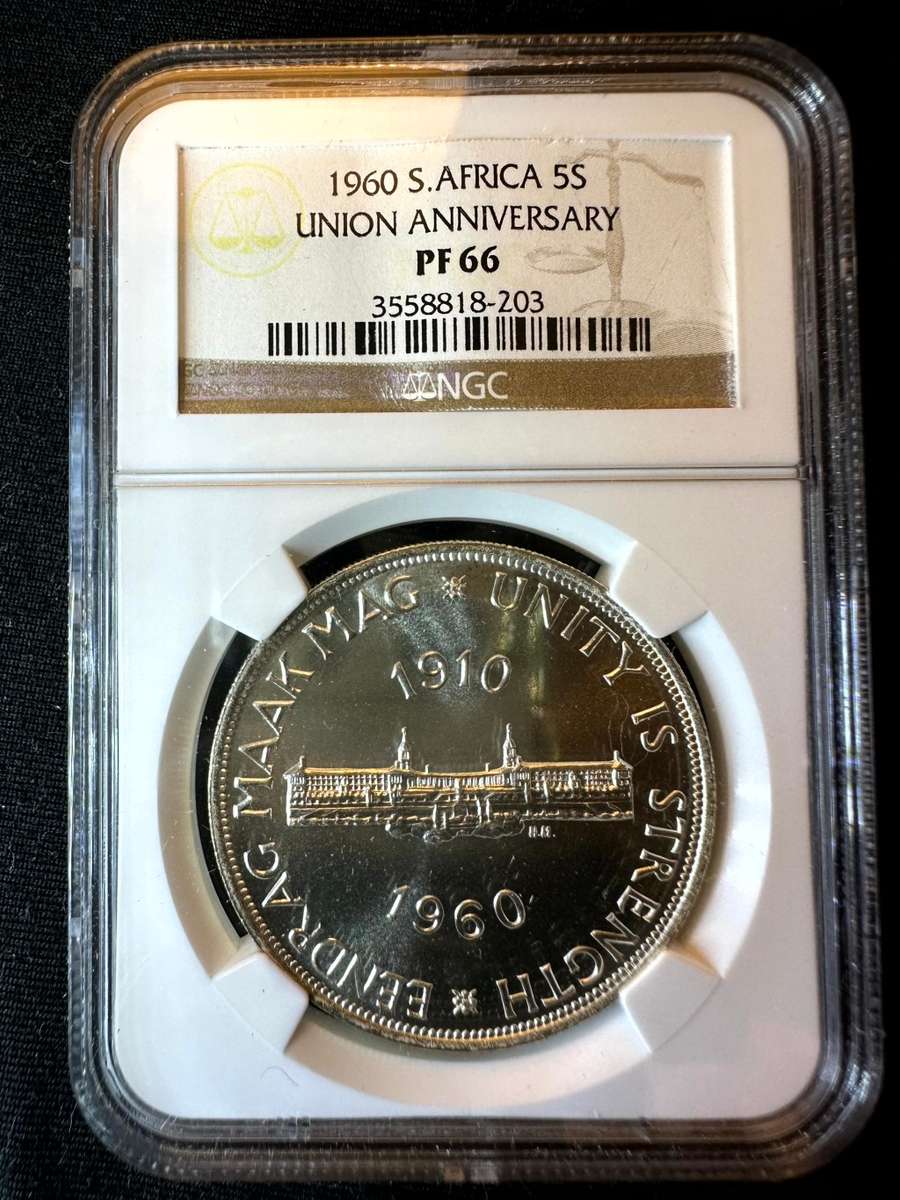 1960 S.AFRICA 5S
UNION ANNIVERSARY
PF 66
3558818-203
NGC
EENDRAG MAAK MAG * UNITY IS STRENGTH *
1910
H.M.
1960